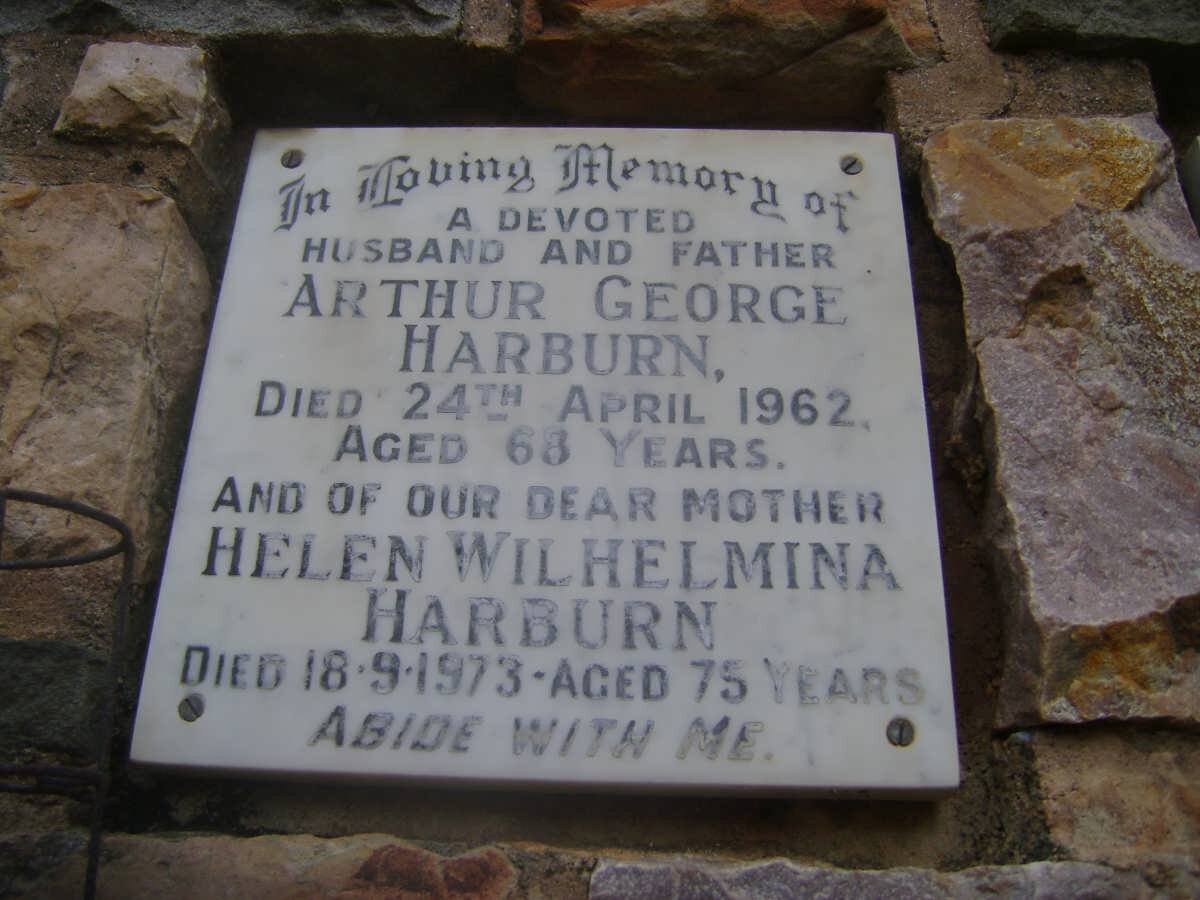 In Loving Memory of
A DEVOTED
HUSBAND AND FATHER
ARTHUR GEORGE
HARBURN,
DIED 24TH APRIL 1962.
AGED 68 YEARS.
AND OF OUR DEAR MOTHER
HELEN WILHELMINA
HARBURN
DIED 18·9·1973·AGED 75 YEARS
ABIDE WITH ME.